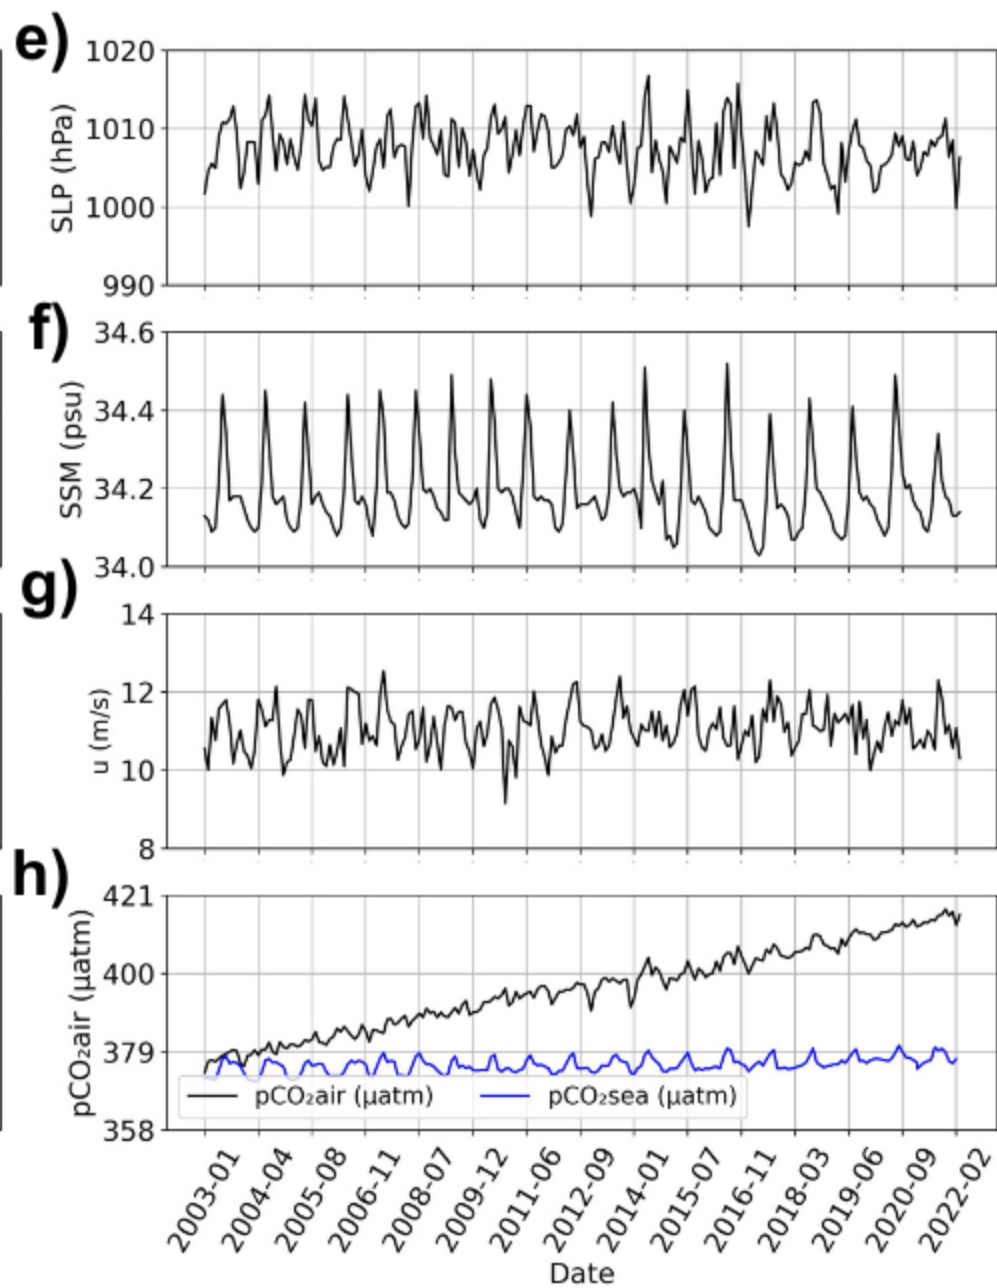 e)
SLP (hPa)
1020
1010
1000
990
f)
SSM (psu)
34.6
34.4
34.2
34.0
g)
u (m/s)
14
12
10
8
h)
pCO₂air (µatm)
421
400
379
358
pCO₂air (µatm) pCO₂sea (µatm)
2003-01 2004-04 2005-08 2006-11 2008-07 2009-12 2011-06 2012-09 2014-01 2015-07 2016-11 2018-03 2019-06 2020-09 2022-02
Date